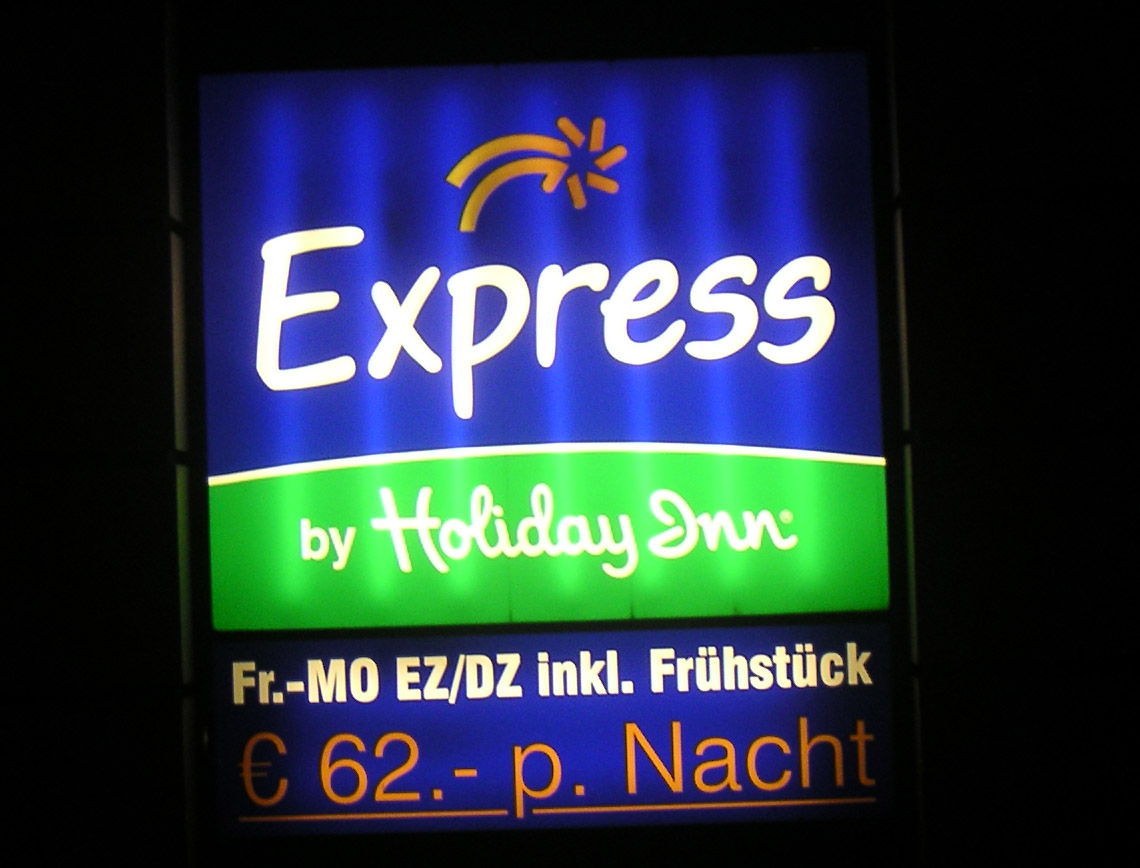 Express
by Holiday Inn®
Fr.-MO EZ/DZ inkl. Frühstück
€ 62.- p. Nacht